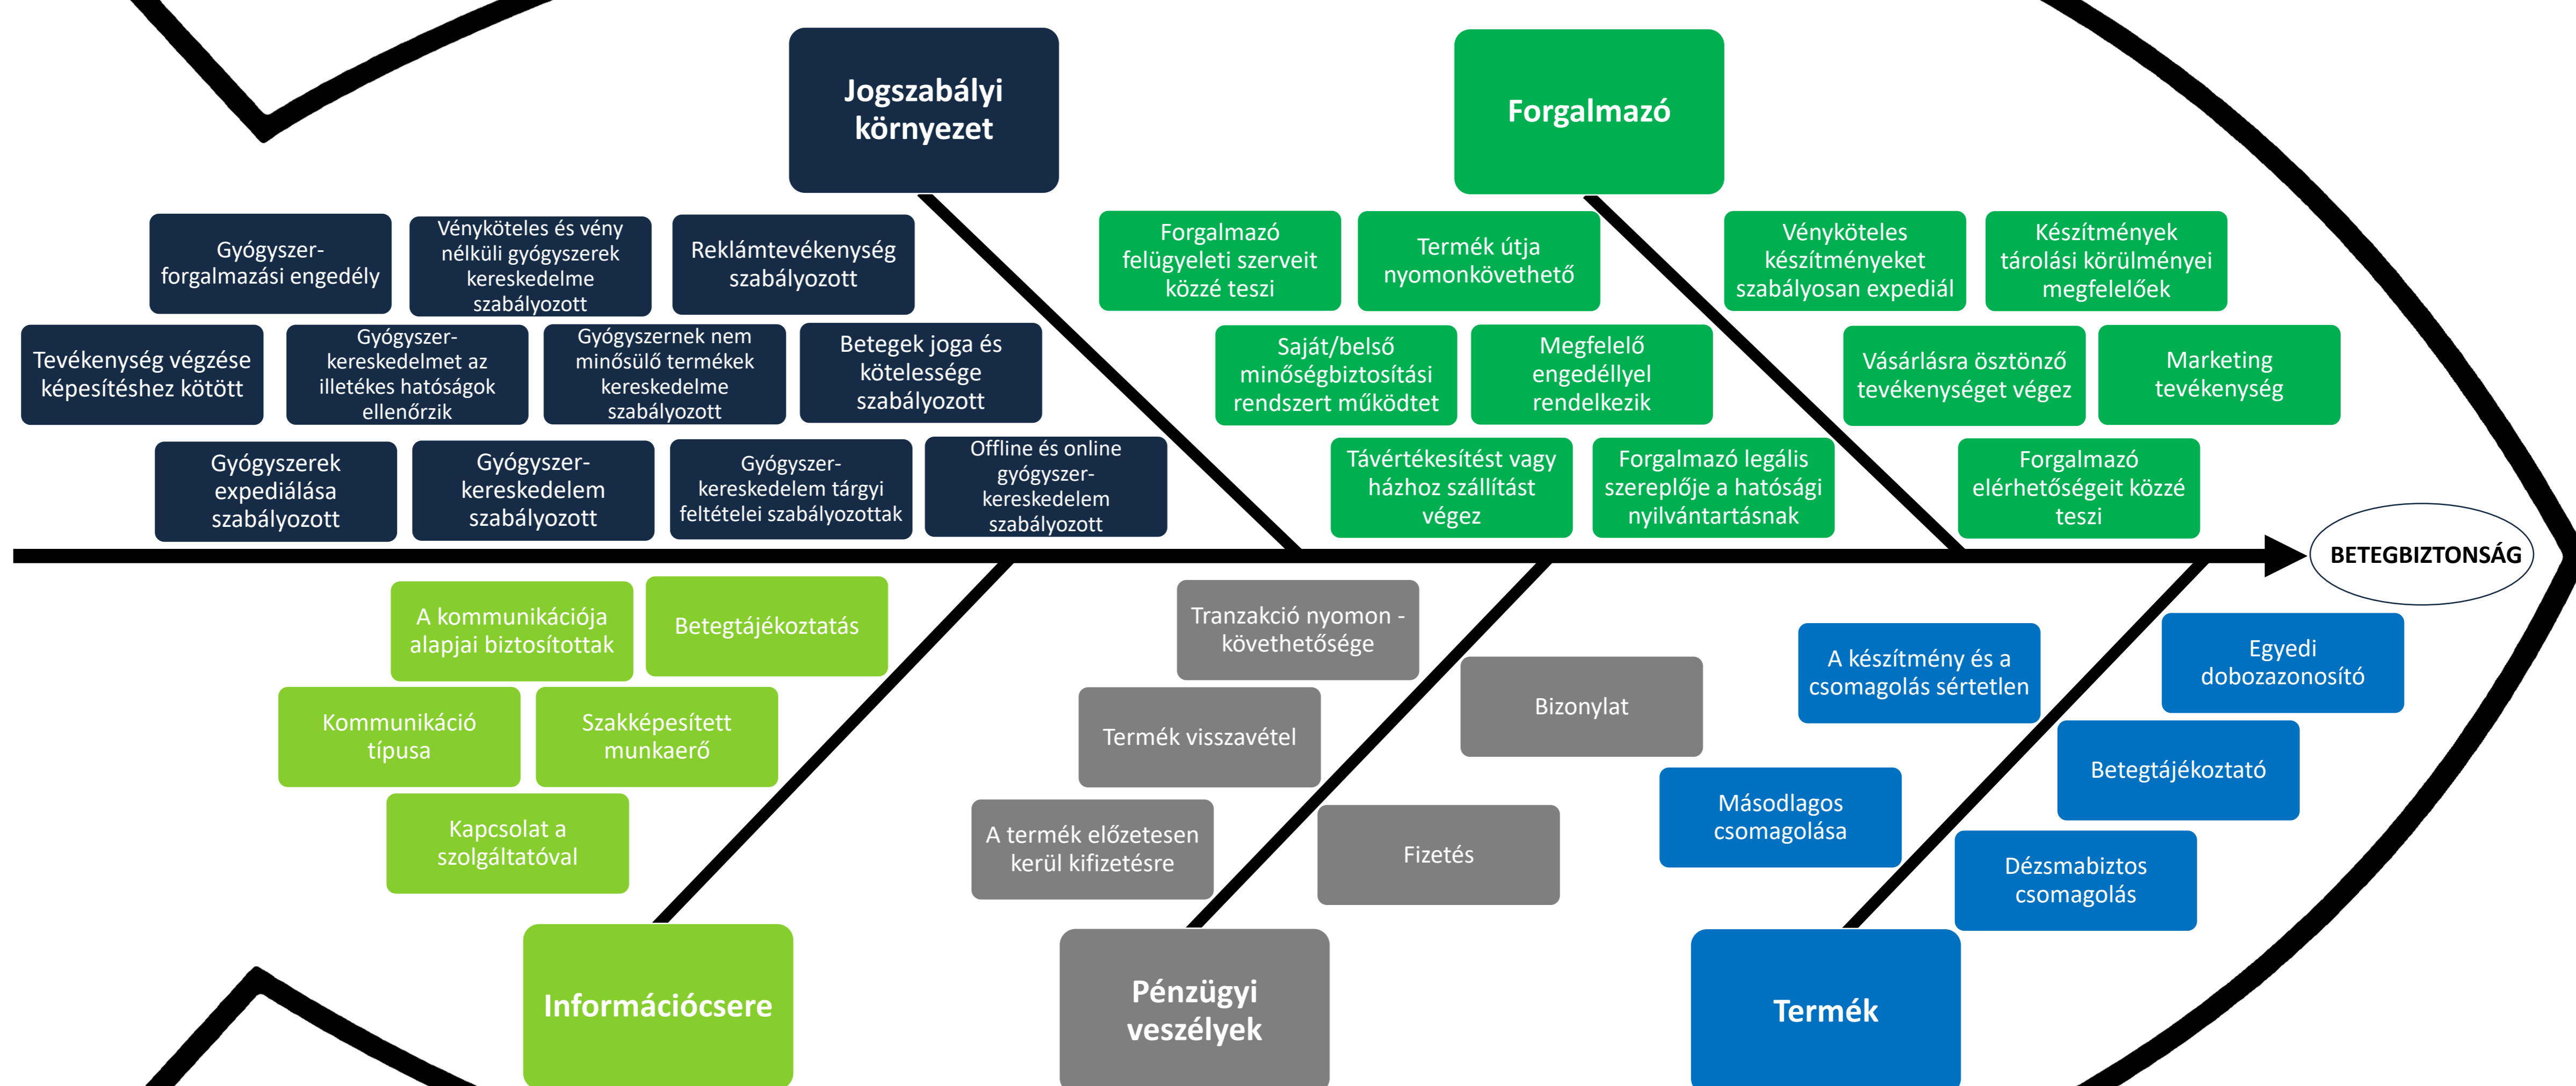 Jogszabályi
környezet
Forgalmazó
Gyógyszer-
forgalmazási engedély
Vényköteles és vény
nélküli gyógyszerek
kereskedelme
szabályozott
Reklámtevékenység
szabályozott
Forgalmazó
felügyeleti szerveit
közzé teszi
Termék útja
nyomonkövethető
Vényköteles
készítményeket
szabályosan expediál
Készítmények
tárolási körülményei
megfelelőek
Tevékenység végzése
képesítéshez kötött
Gyógyszer-
kereskedelmet az
illetékes hatóságok
ellenőrzik
Gyógyszernek nem
minősülő termékek
kereskedelme
szabályozott
Betegek joga és
kötelessége
szabályozott
Saját/belső
minőségbiztosítási
rendszert működtet
Megfelelő
engedéllyel
rendelkezik
Vásárlásra ösztönző
tevékenységet végez
Marketing
tevékenység
Gyógyszerek
expediálása
szabályozott
Gyógyszer-
kereskedelem
szabályozott
Gyógyszer-
kereskedelem tárgyi
feltételei szabályozottak
Offline és online
gyógyszer-
kereskedelem
szabályozott
Távértékesítést vagy
házhoz szállítást
végez
Forgalmazó legális
szereplője a hatósági
nyilvántartásnak
Forgalmazó
elérhetőségeit közzé
teszi
BETEGBIZTONSÁG
A kommunikációja
alapjai biztosítottak
Betegtájékoztatás
Tranzakció nyomon -
követhetősége
Bizonylat
A készítmény és a
csomagolás sértetlen
Egyedi
dobozazonosító
Kommunikáció
típusa
Szakképesített
munkaerő
Termék visszavétel
Másodlagos
csomagolása
Betegtájékoztató
Kapcsolat a
szolgáltatóval
A termék előzetesen
kerül kifizetésre
Fizetés
Dézsmabiztos
csomagolás
Információcsere
Pénzügyi
veszélyek
Termék